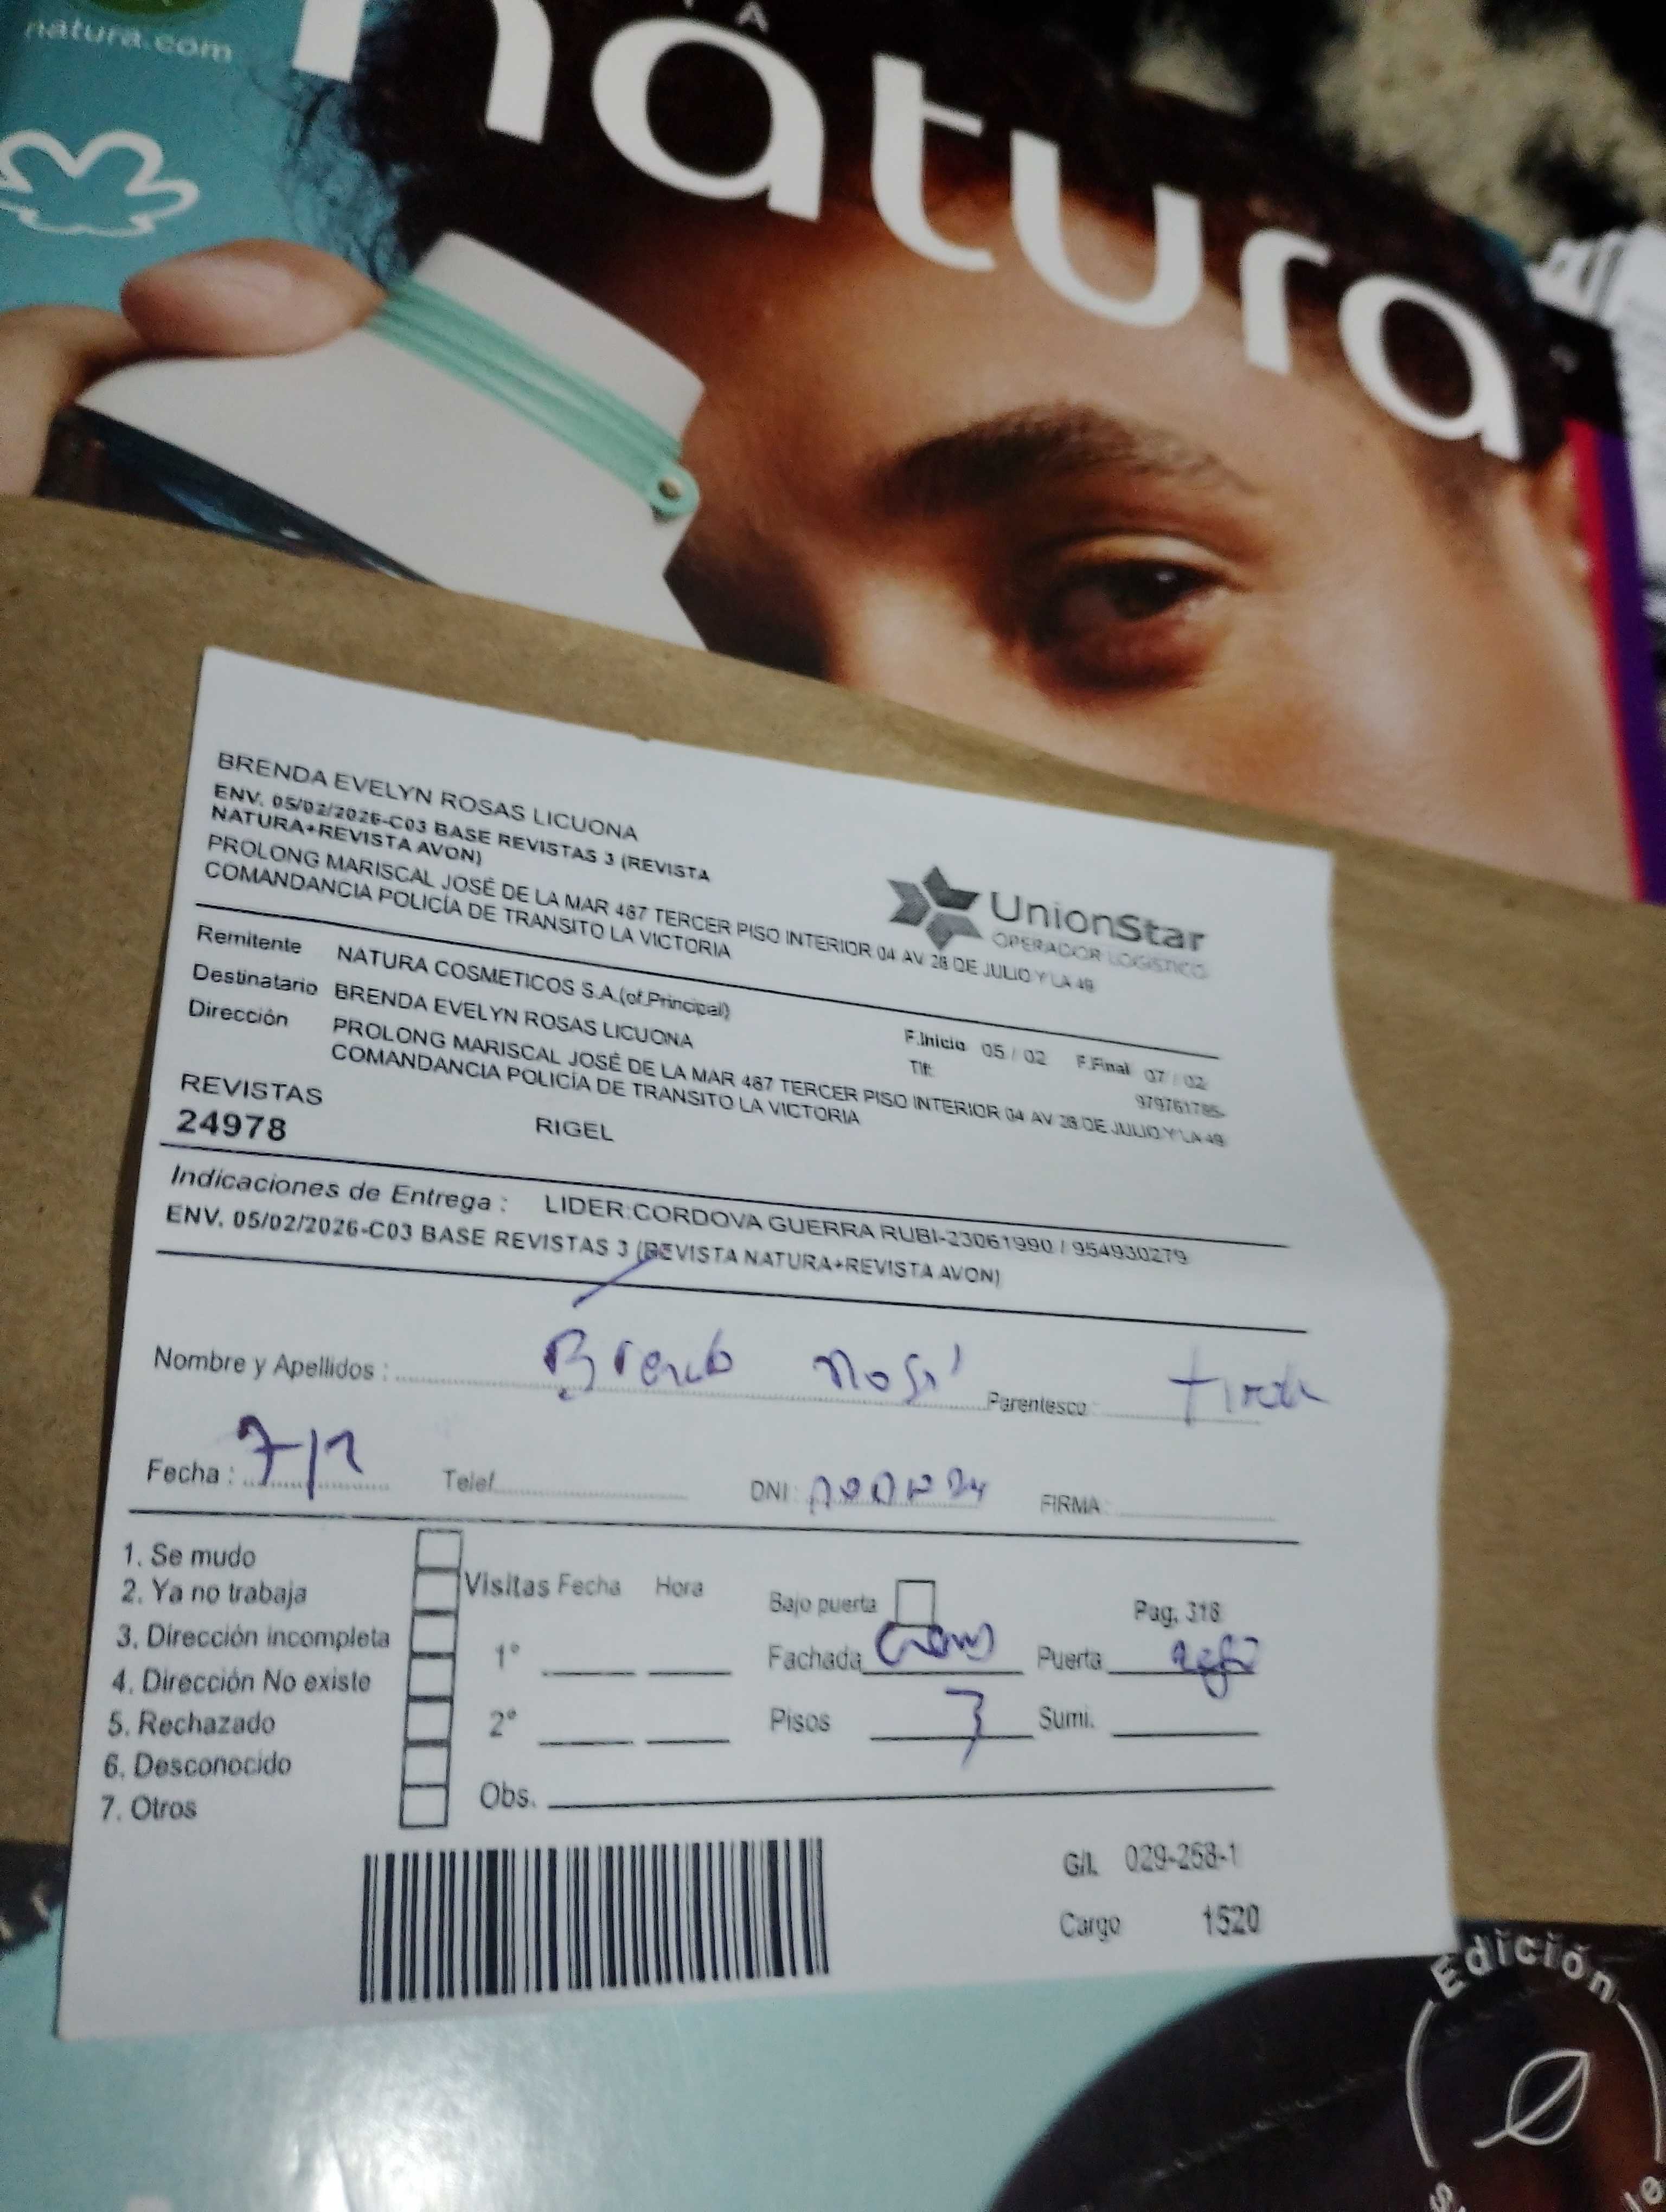 natura.com
natura
BRENDA EVELYN ROSAS LICUONA
ENV. 05/02/2026-C03 BASE REVISTAS 3 (REVISTA
NATURA+REVISTA AVON)
PROLONG MARISCAL JOSÉ DE LA MAR 487 TERCER PISO INTERIOR 04 AV 28 DE JULIO Y LA 49
COMANDANCIA POLICÍA DE TRANSITO LA VICTORIA
UnionStar
OPERADOR LOGISTICO
Remitente NATURA COSMETICOS S.A.(of.Principal)
F.Inicio 05 / 02 F.Final 07 / 02
Destinatario BRENDA EVELYN ROSAS LICUONA
Tlf: 979761785-
Dirección PROLONG MARISCAL JOSÉ DE LA MAR 487 TERCER PISO INTERIOR 04 AV 28 DE JULIO Y LA 49
COMANDANCIA POLICÍA DE TRANSITO LA VICTORIA
REVISTAS
24978 RIGEL
Indicaciones de Entrega : LIDER:CORDOVA GUERRA RUBI-23061990 / 954930279
ENV. 05/02/2026-C03 BASE REVISTAS 3 (REVISTA NATURA+REVISTA AVON)
Nombre y Apellidos : Parentesco:
Fecha : 7/2 Telef. DNI: FIRMA:
1. Se mudo
2. Ya no trabaja
3. Dirección incompleta
4. Dirección No existe
5. Rechazado
6. Desconocido
7. Otros
Visitas Fecha Hora
1°
2°
Obs.
Bajo puerta Pag. 318
Fachada Puerta
Pisos 3 Sumi.
G/l. 029-258-1
Cargo 1520
Edición